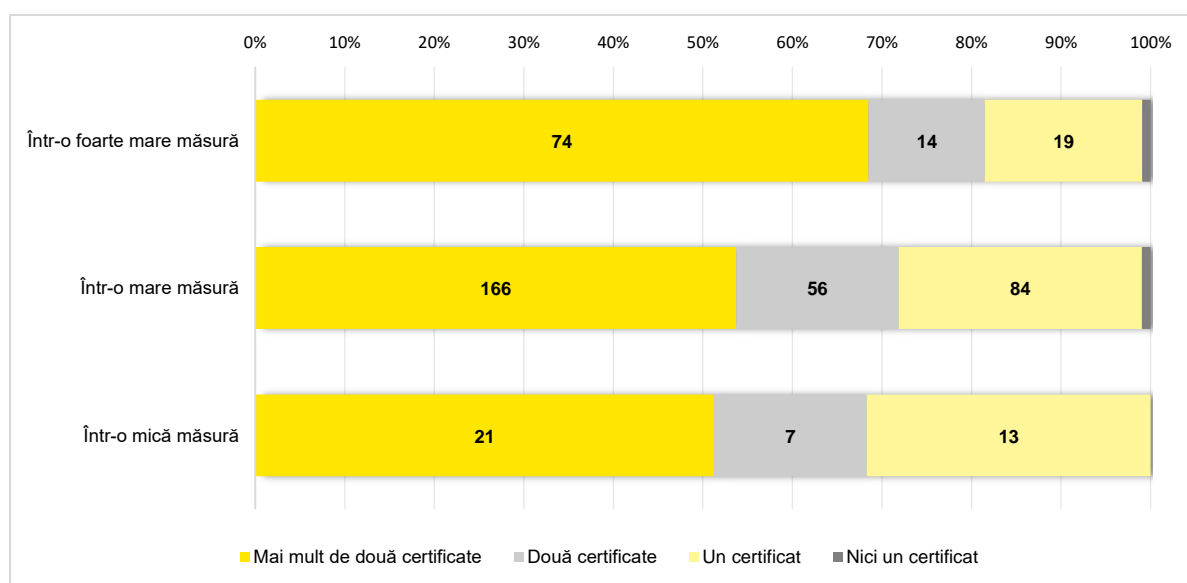 0% 10% 20% 30% 40% 50% 60% 70% 80% 90% 100%
Într-o foarte mare măsură 74 14 19
Într-o mare măsură 166 56 84
Într-o mică măsură 21 7 13
Mai mult de două certificate Două certificate Un certificat Nici un certificat